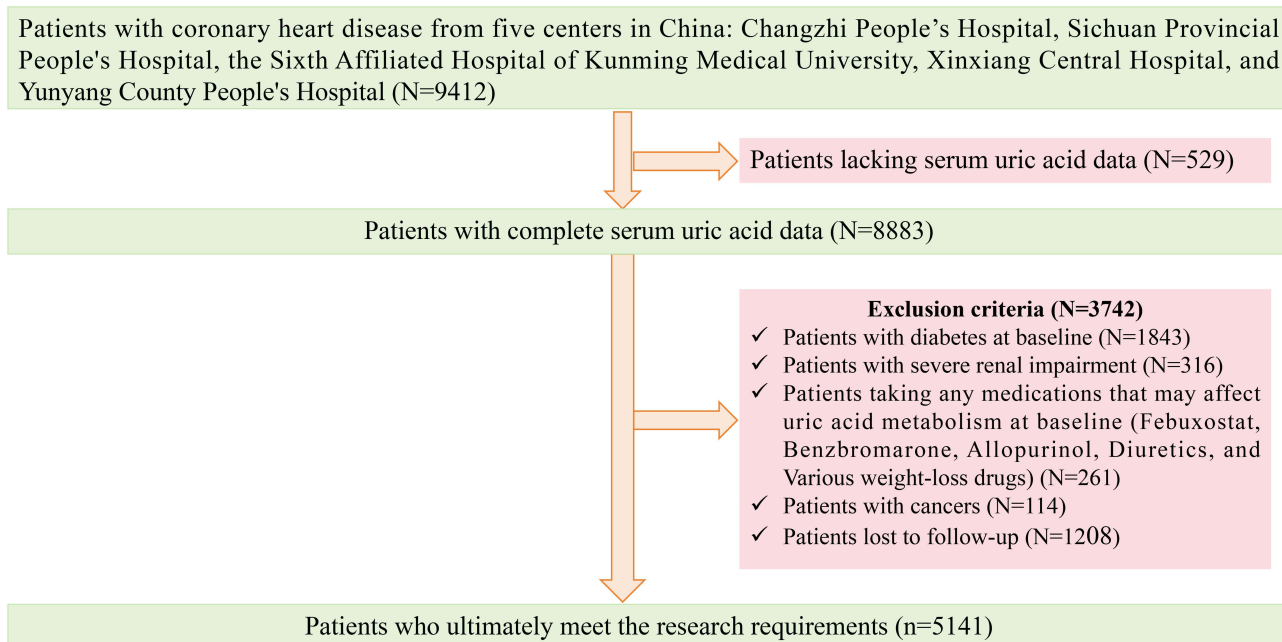 Patients with coronary heart disease from five centers in China: Changzhi People’s Hospital, Sichuan Provincial
People's Hospital, the Sixth Affiliated Hospital of Kunming Medical University, Xinxiang Central Hospital, and
Yunyang County People's Hospital (N=9412)
Patients lacking serum uric acid data (N=529)
Patients with complete serum uric acid data (N=8883)
Exclusion criteria (N=3742)
✓ Patients with diabetes at baseline (N=1843)
✓ Patients with severe renal impairment (N=316)
✓ Patients taking any medications that may affect
uric acid metabolism at baseline (Febuxostat,
Benzbromarone, Allopurinol, Diuretics, and
Various weight-loss drugs) (N=261)
✓ Patients with cancers (N=114)
✓ Patients lost to follow-up (N=1208)
Patients who ultimately meet the research requirements (n=5141)